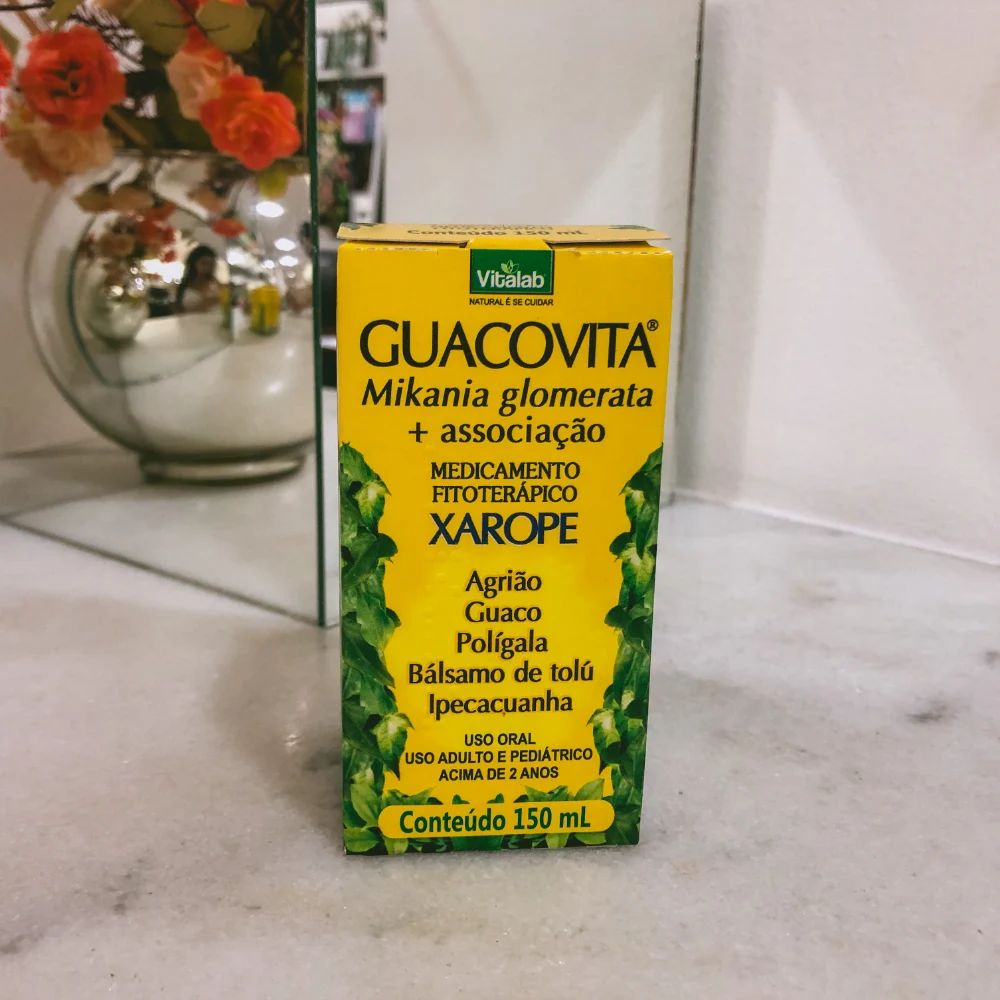 Conteúdo 150 mL
Vitalab
NATURAL É SE CUIDAR
GUACOVITA®
Mikania glomerata
+ associação
MEDICAMENTO
FITOTERÁPICO
XAROPE
Agrião
Guaco
Polígala
Bálsamo de tolú
Ipecacuanha
USO ORAL
USO ADULTO E PEDIÁTRICO
ACIMA DE 2 ANOS
Conteúdo 150 mL